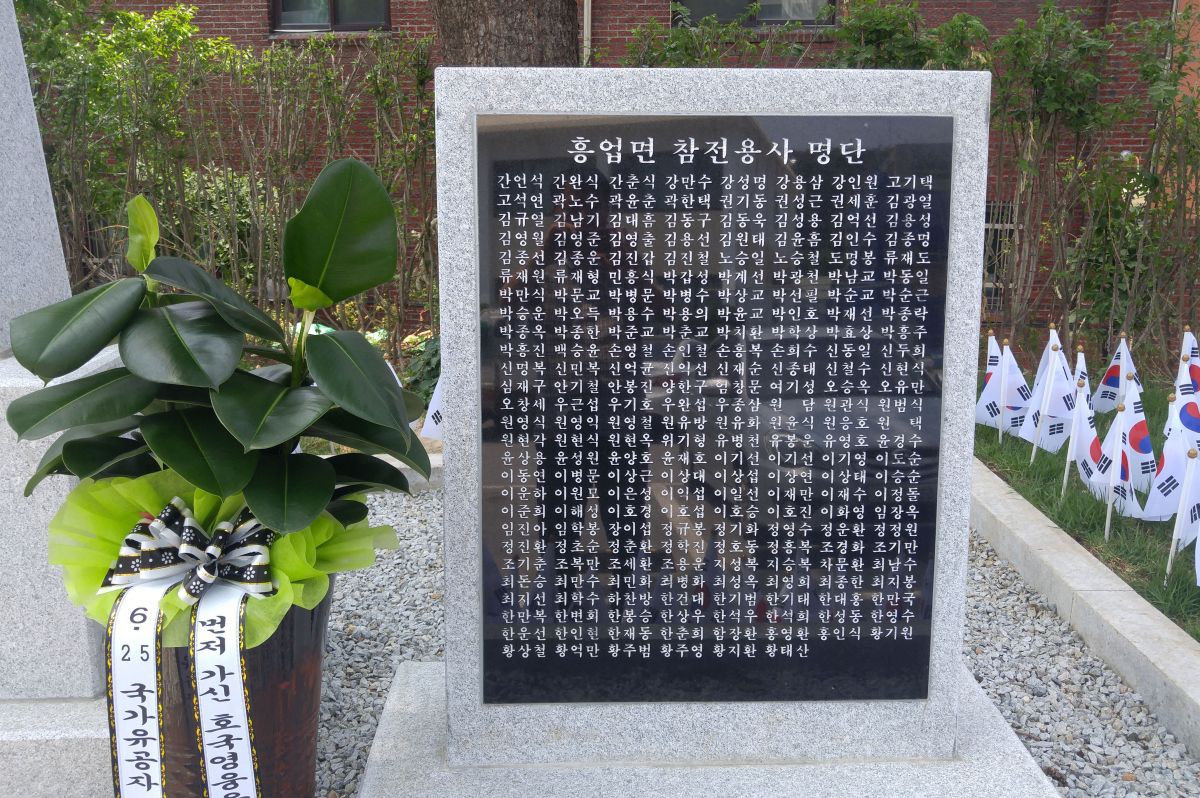 흥업면 참전용사 명단
간언석 간완식 간춘식 강만수 강성명 강용삼 강인원 고기택
고석연 곽노수 곽윤춘 곽한택 권기동 권성근 권세훈 김광일
김규열 김남기 김대흠 김동구 김동욱 김성용 김억선 김용성
김영월 김영준 김영출 김용선 김원태 김윤흠 김인수 김종명
김종선 김종운 김진갑 김진철 노승일 노승철 도명봉 류재도
류재원 류재형 민흥식 박갑성 박계선 박광천 박남교 박동일
박만식 박문교 박병문 박병수 박상교 박선필 박순교 박순근
박승운 박오득 박용수 박용의 박윤교 박인호 박재선 박종락
박종옥 박종한 박준교 박춘교 박치환 박학상 박효상 박흥주
박흥진 백승윤 손영철 손인철 손흥복 손희수 신동일 신두희
신명복 신민복 신억균 신익선 신재순 신종태 신철수 신현식
심재구 안기철 안봉진 양한구 엄창문 여기성 오승옥 오유만
오창세 우근섭 우기호 우완섭 우종삼 원 담 원관식 원범식
원영식 원영익 원영철 원유방 원유화 원윤식 원응호 원 택
원현각 원현식 원현옥 위기형 유병천 유봉운 유영호 윤경수
윤상용 윤성원 윤양호 윤재호 이기선 이기선 이기영 이도순
이동언 이병문 이상근 이상대 이상섭 이상연 이상태 이승순
이운하 이원모 이은성 이익섭 이일선 이재만 이재수 이정돌
이준희 이해성 이호경 이호섭 이호승 이호진 이화영 임장옥
임진아 임학봉 장이섭 정규봉 정기화 정영수 정운환 정정원
정진환 정조순 정춘환 정학진 정호동 정흥복 조경화 조기만
조기춘 조복만 조세환 조용운 지성복 지승복 차문환 최남수
최돈승 최만수 최민화 최병화 최성옥 최영희 최종한 최지봉
최지선 최학수 하찬방 한건대 한기범 한기태 한대흥 한만국
한만복 한변회 한봉승 한상우 한석우 한석희 한성동 한영수
한운선 한인현 한재동 한춘희 함장환 홍영환 홍인식 황기원
황상철 황억만 황주범 황주영 황지환 황태산
6.25 국가유공자
먼저 가신 호국영웅